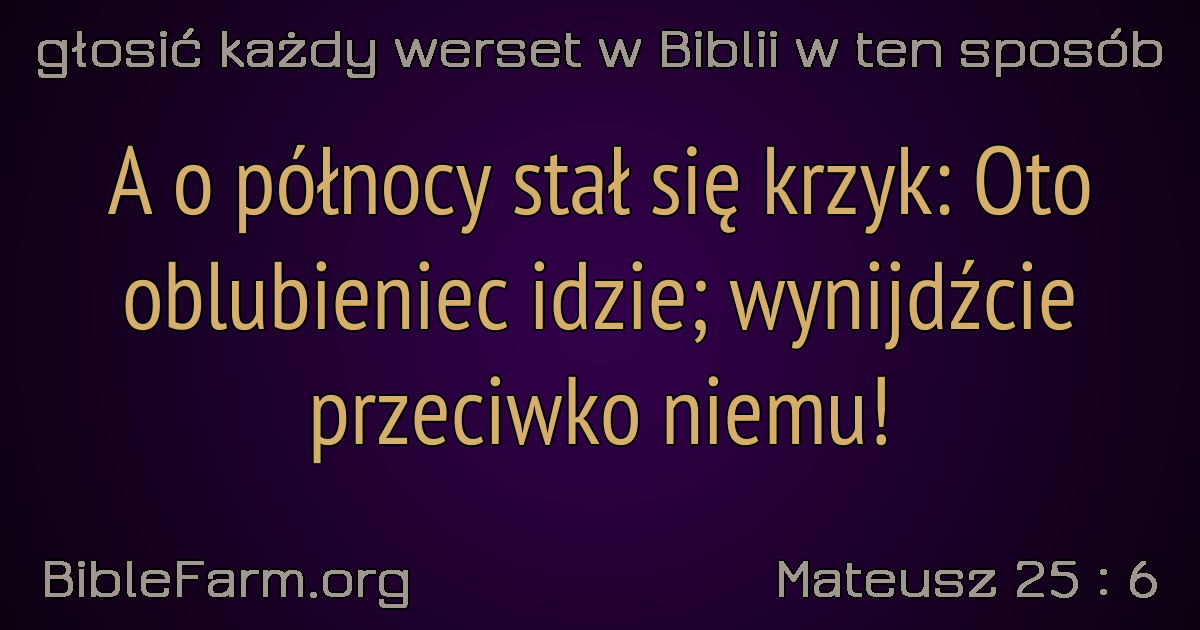 głosić każdy werset w Biblii w ten sposób
A o północy stał się krzyk: Oto
oblubieniec idzie; wynijdźcie
przeciwko niemu!
BibleFarm.org
Mateusz 25 : 6